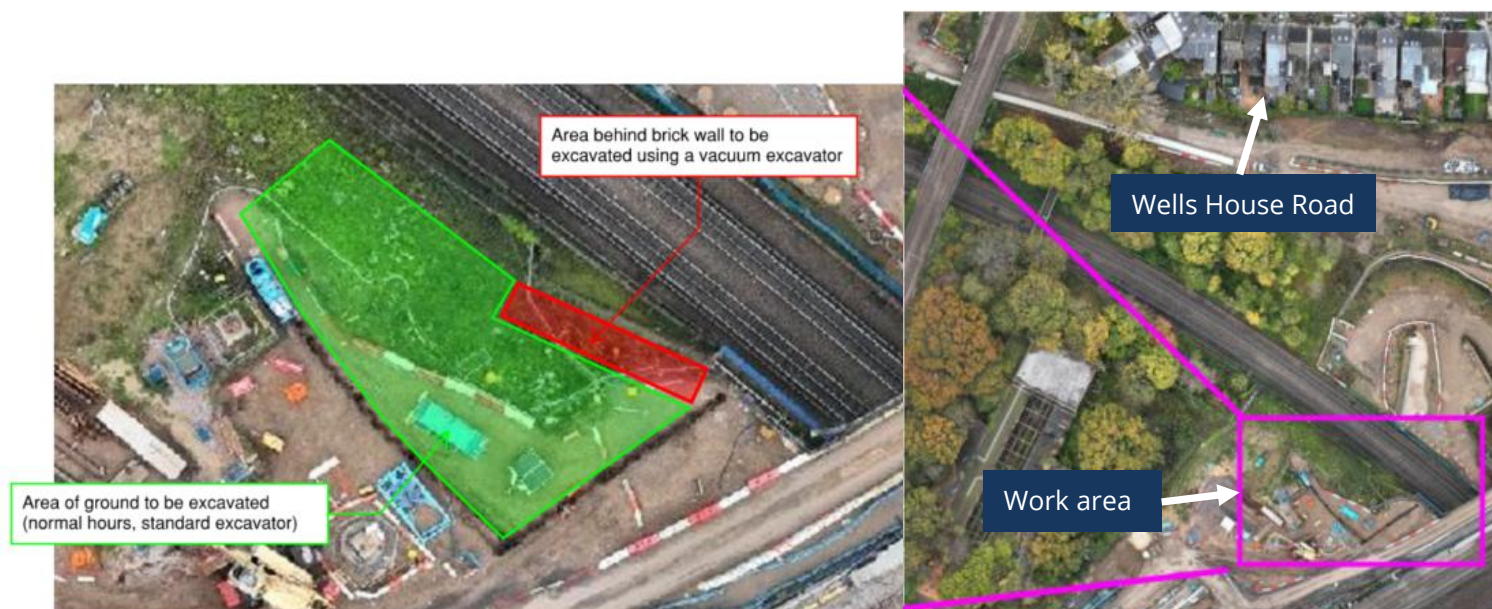 Area behind brick wall to be
excavated using a vacuum excavator
Area of ground to be excavated
(normal hours, standard excavator)
Wells House Road
Work area